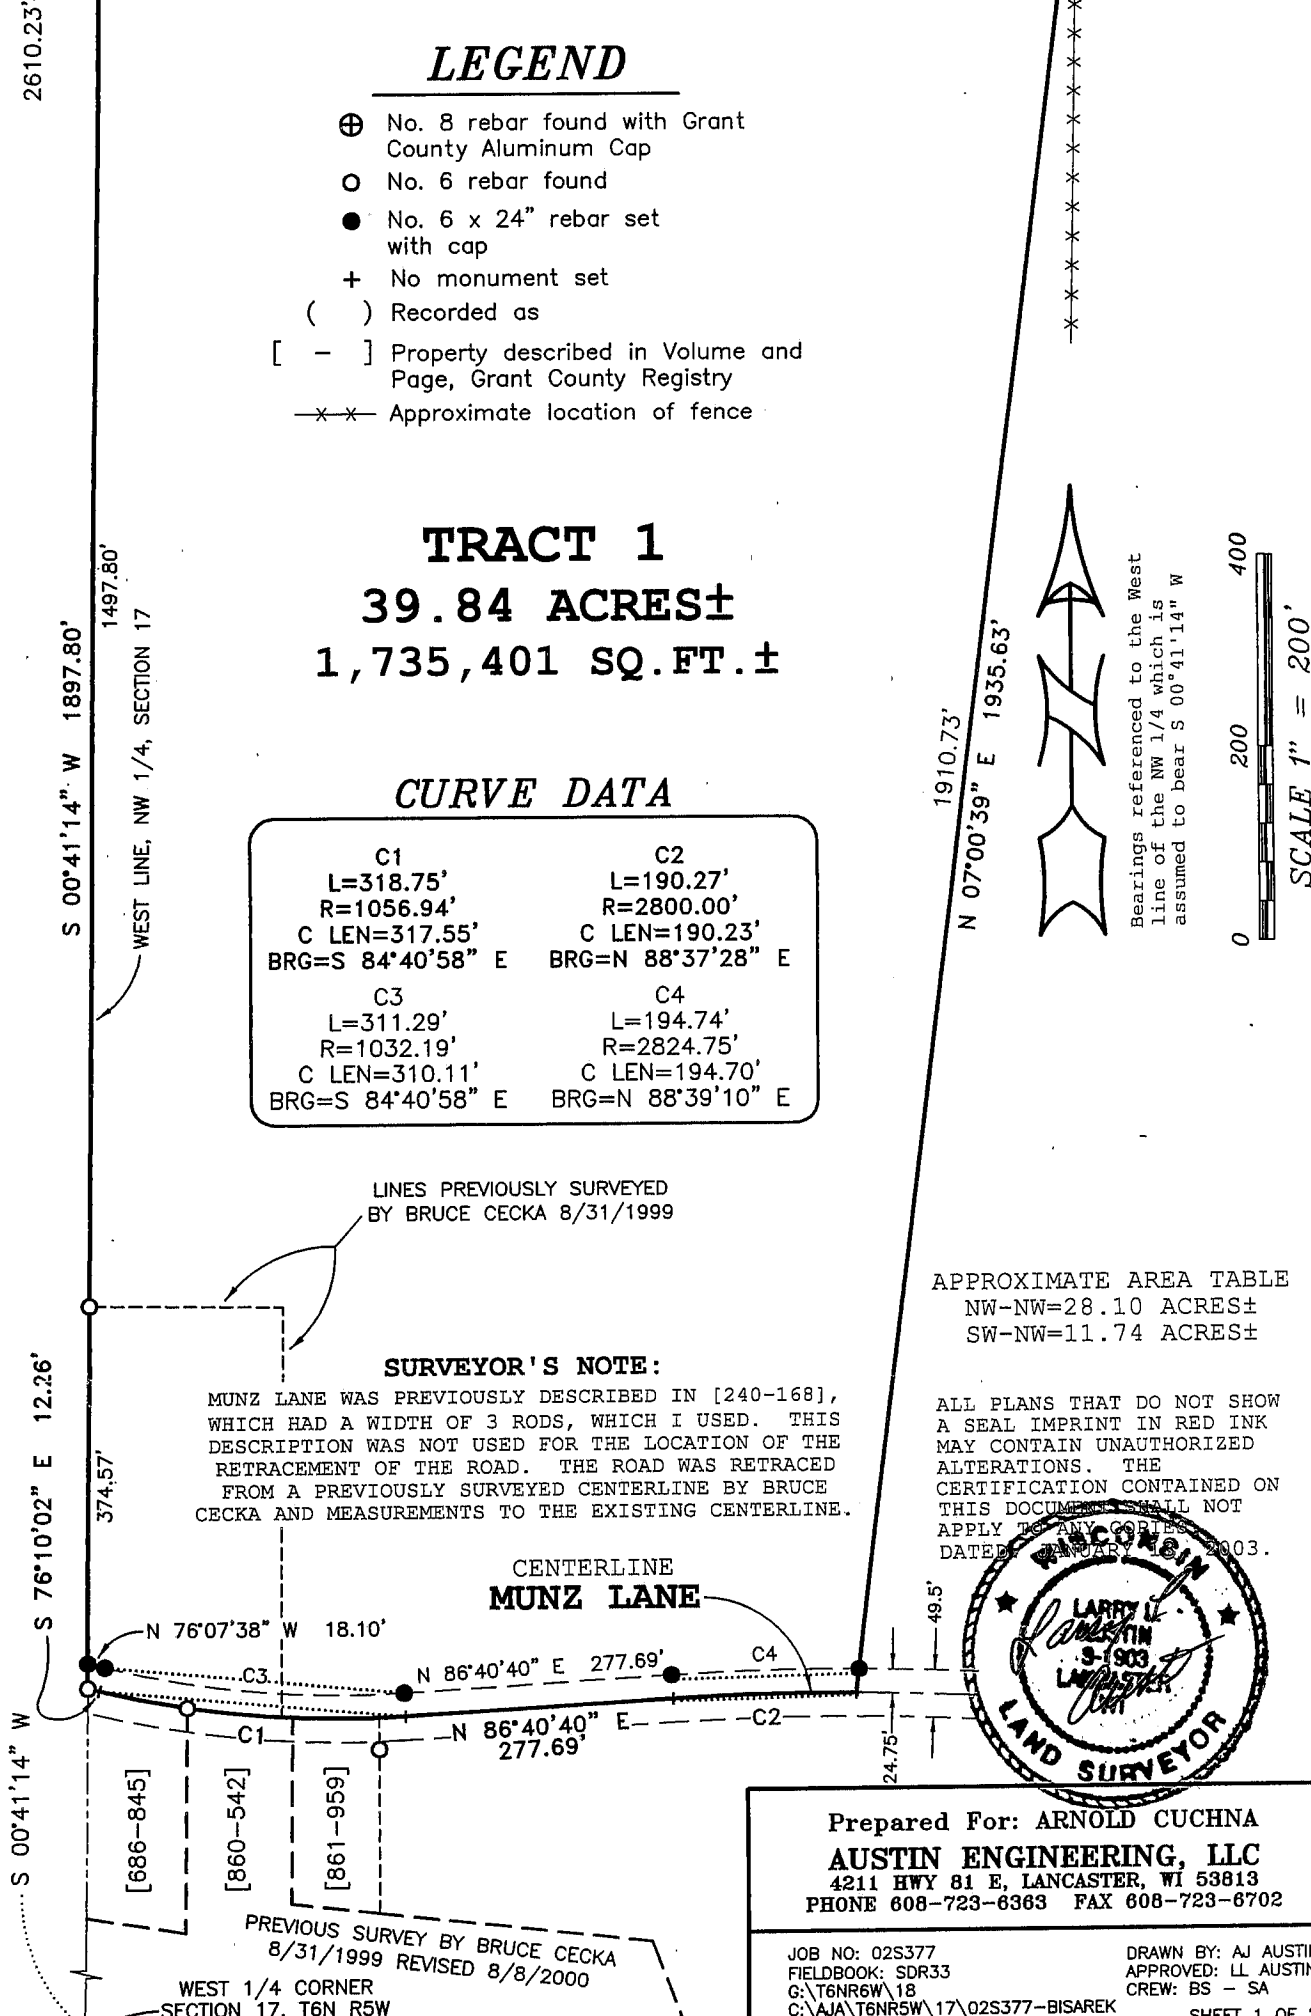 2610.23'
LEGEND
⊕ No. 8 rebar found with Grant
County Aluminum Cap
○ No. 6 rebar found
● No. 6 x 24" rebar set
with cap
+ No monument set
( ) Recorded as
[ - ] Property described in Volume and
Page, Grant County Registry
—x—x— Approximate location of fence
TRACT 1
39.84 ACRES±
1,735,401 SQ.FT.±
S 00°41'14" W 1897.80'
1497.80'
WEST LINE, NW 1/4, SECTION 17
1910.73'
N 07°00'39" E 1935.63'
Bearings referenced to the West
line of the NW 1/4 which is
assumed to bear S 00°41'14" W
0 200 400
SCALE 1" = 200'
CURVE DATA
C1
L=318.75'
R=1056.94'
C LEN=317.55'
BRG=S 84°40'58" E
C2
L=190.27'
R=2800.00'
C LEN=190.23'
BRG=N 88°37'28" E
C3
L=311.29'
R=1032.19'
C LEN=310.11'
BRG=S 84°40'58" E
C4
L=194.74'
R=2824.75'
C LEN=194.70'
BRG=N 88°39'10" E
LINES PREVIOUSLY SURVEYED
BY BRUCE CECKA 8/31/1999
APPROXIMATE AREA TABLE
NW-NW=28.10 ACRES±
SW-NW=11.74 ACRES±
SURVEYOR'S NOTE:
MUNZ LANE WAS PREVIOUSLY DESCRIBED IN [240-168],
WHICH HAD A WIDTH OF 3 RODS, WHICH I USED. THIS
DESCRIPTION WAS NOT USED FOR THE LOCATION OF THE
RETRACEMENT OF THE ROAD. THE ROAD WAS RETRACED
FROM A PREVIOUSLY SURVEYED CENTERLINE BY BRUCE
CECKA AND MEASUREMENTS TO THE EXISTING CENTERLINE.
ALL PLANS THAT DO NOT SHOW
A SEAL IMPRINT IN RED INK
MAY CONTAIN UNAUTHORIZED
ALTERATIONS. THE
CERTIFICATION CONTAINED ON
THIS DOCUMENT SHALL NOT
APPLY TO ANY COPIES.
DATED: JANUARY 2003.
S 76°10'02" E 12.26'
374.57'
CENTERLINE
MUNZ LANE
N 76°07'38" W 18.10'
C3
N 86°40'40" E 277.69'
C4
49.5'
24.75'
C1
N 86°40'40" E
277.69'
C2
WISCONSIN
LARRY L.
AUSTIN
S-1903
LANCASTER
LAND SURVEYOR
S 00°41'14" W
[686-845]
[860-542]
[861-959]
PREVIOUS SURVEY BY BRUCE CECKA
8/31/1999 REVISED 8/8/2000
WEST 1/4 CORNER
SECTION 17, T6N R5W
Prepared For: ARNOLD CUCHNA
AUSTIN ENGINEERING, LLC
4211 HWY 81 E, LANCASTER, WI 53813
PHONE 608-723-6363 FAX 608-723-6702
JOB NO: 02S377
FIELDBOOK: SDR33
G:\T6NR6W\18
C:\AJA\T6NR5W\17\02S377-BISAREK
DRAWN BY: AJ AUSTIN
APPROVED: LL AUSTIN
CREW: BS - SA
SHEET 1 OF